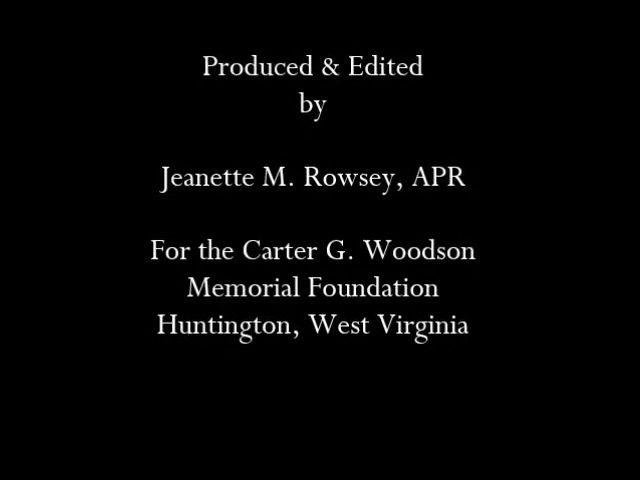 Produced & Edited
by
Jeanette M. Rowsey, APR
For the Carter G. Woodson
Memorial Foundation
Huntington, West Virginia